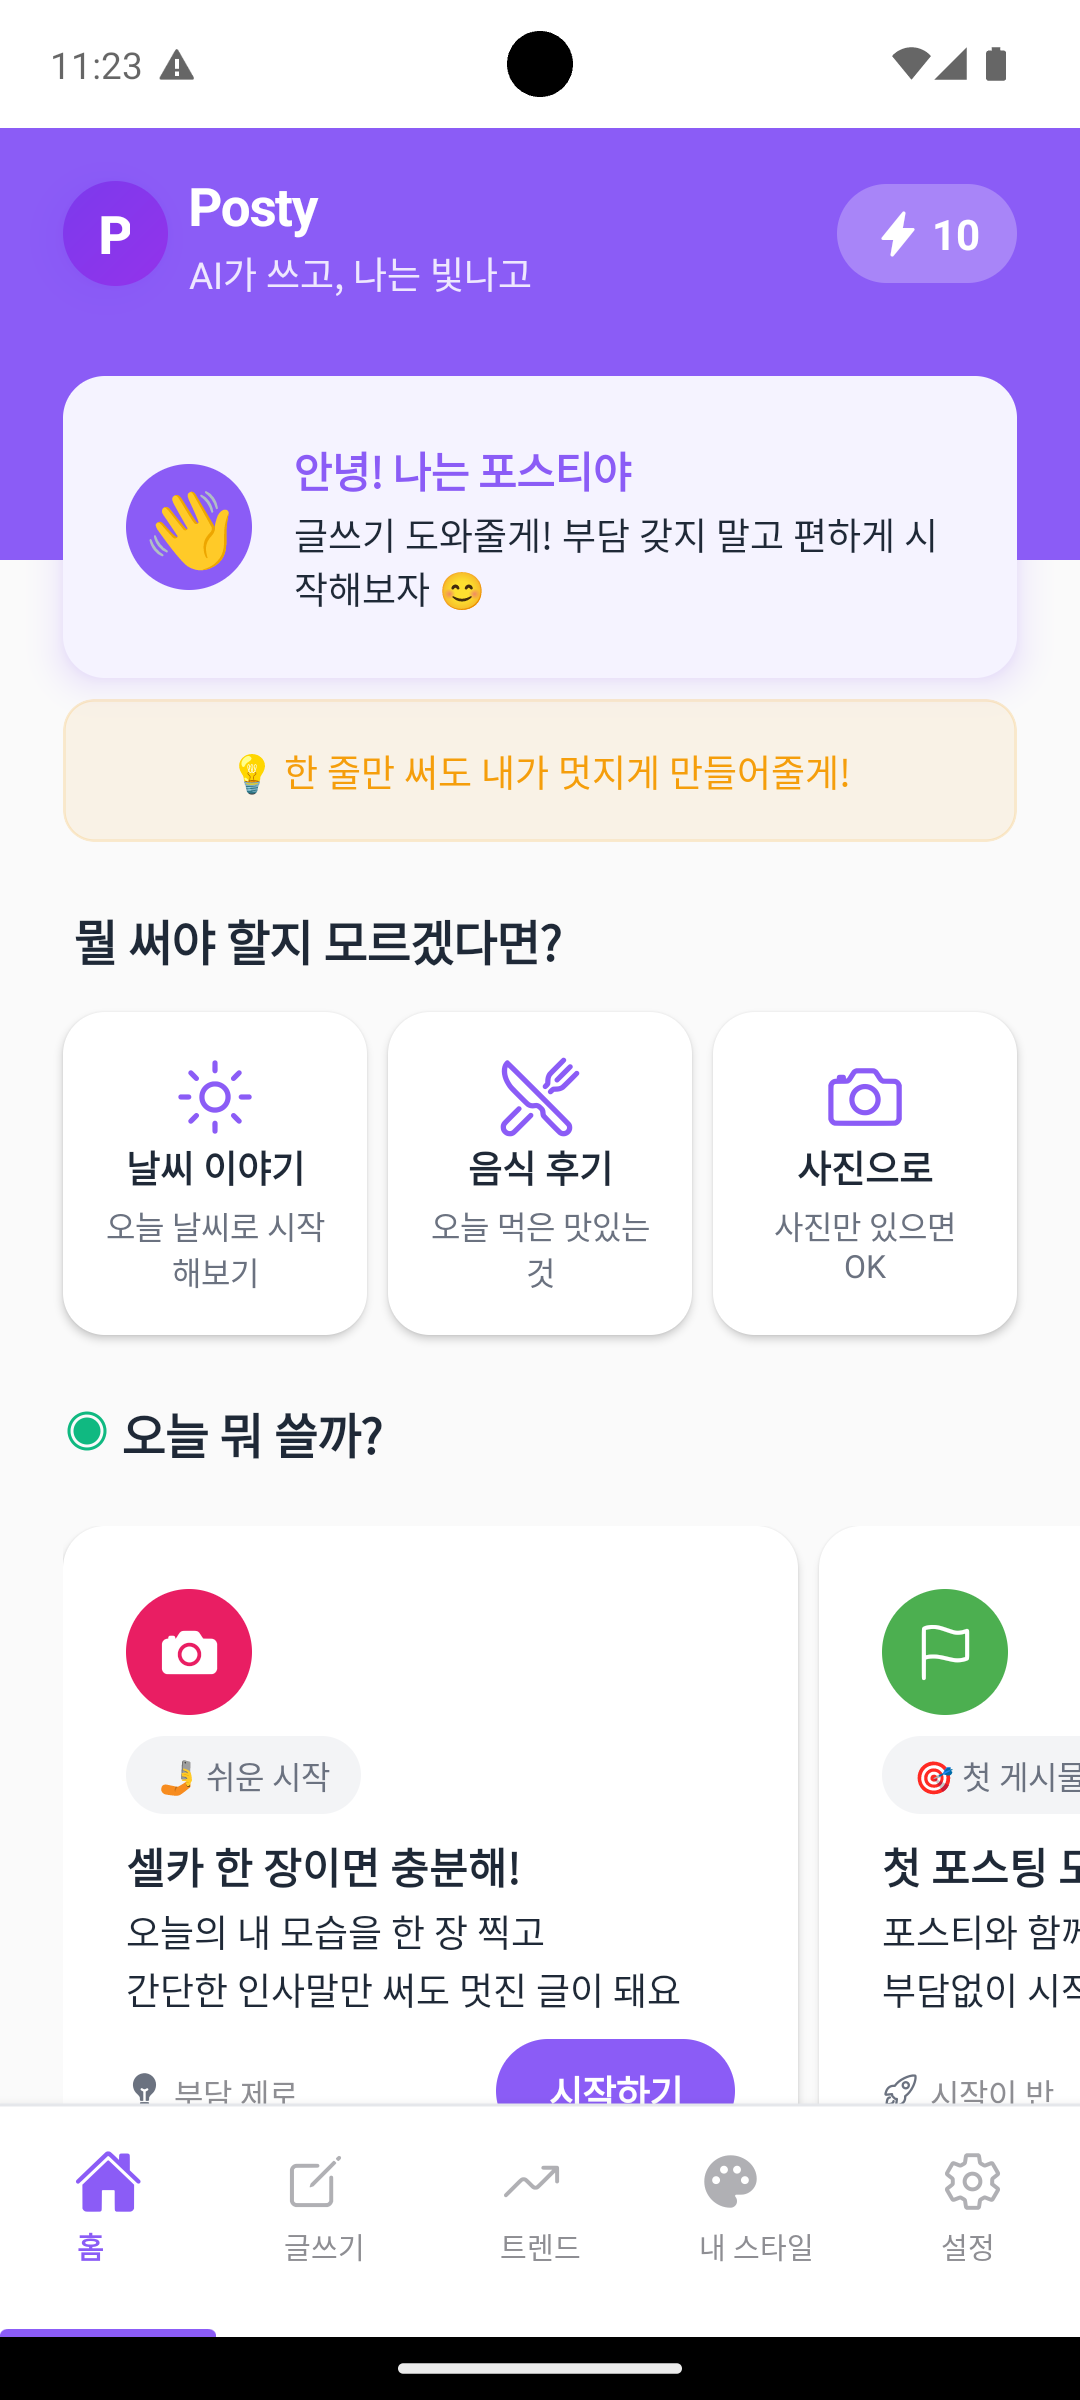 11:23
P
Posty
AI가 쓰고, 나는 빛나고
10
안녕! 나는 포스티야
글쓰기 도와줄게! 부담 갖지 말고 편하게 시
작해보자 😊
💡 한 줄만 써도 내가 멋지게 만들어줄게!
뭘 써야 할지 모르겠다면?
날씨 이야기
오늘 날씨로 시작
해보기
음식 후기
오늘 먹은 맛있는
것
사진으로
사진만 있으면
OK
오늘 뭐 쓸까?
🤳 쉬운 시작
셀카 한 장이면 충분해!
오늘의 내 모습을 한 장 찍고
간단한 인사말만 써도 멋진 글이 돼요
부담 제로
시작하기
🎯 첫 게시물
첫 포스팅
포스티와 함께
부담없이 시작
시작이 반
홈
글쓰기
트렌드
내 스타일
설정